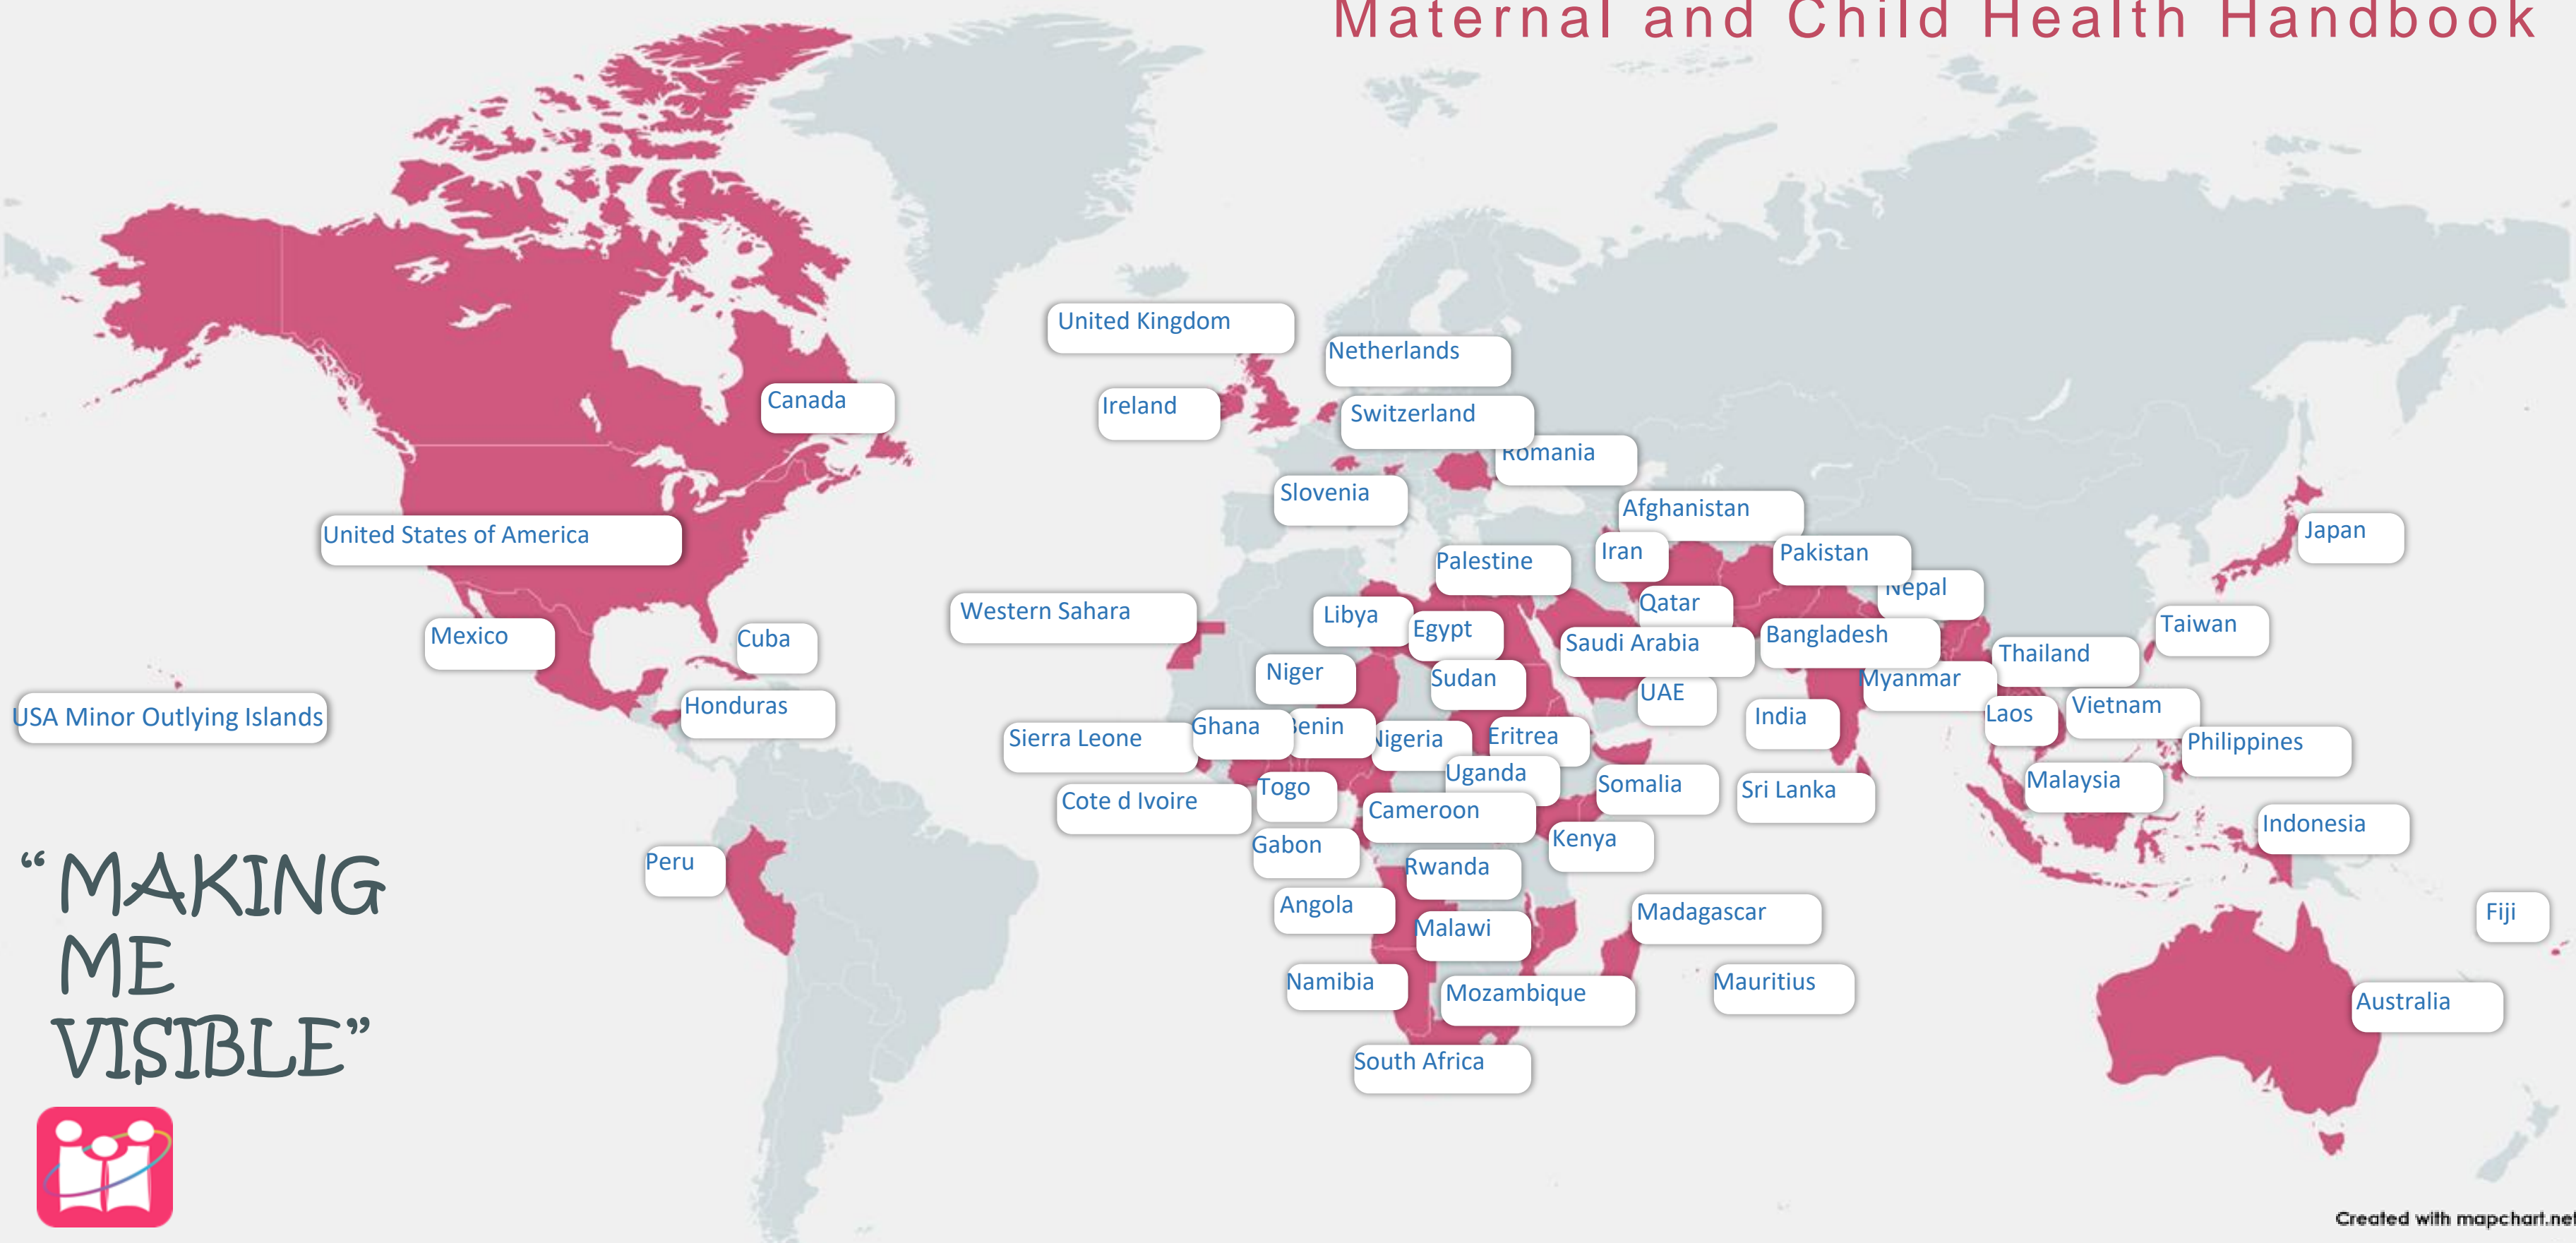 Maternal and Child Health Handbook
United Kingdom
Netherlands
Ireland
Canada
Switzerland
Romania
Slovenia
Afghanistan
United States of America
Japan
Iran
Pakistan
Palestine
Nepal
Qatar
Western Sahara
Libya
Egypt
Taiwan
Mexico
Cuba
Saudi Arabia
Bangladesh
Thailand
Niger
Sudan
Myanmar
UAE
Honduras
USA Minor Outlying Islands
India
Laos
Vietnam
Sierra Leone
Ghana
Benin
Nigeria
Eritrea
Philippines
Uganda
Somalia
Sri Lanka
Malaysia
Cote d Ivoire
Togo
Cameroon
Indonesia
Gabon
Kenya
Peru
Rwanda
Angola
Malawi
Madagascar
Fiji
Namibia
Mozambique
Mauritius
Australia
South Africa
“MAKING
ME
VISIBLE”
Created with mapchart.net